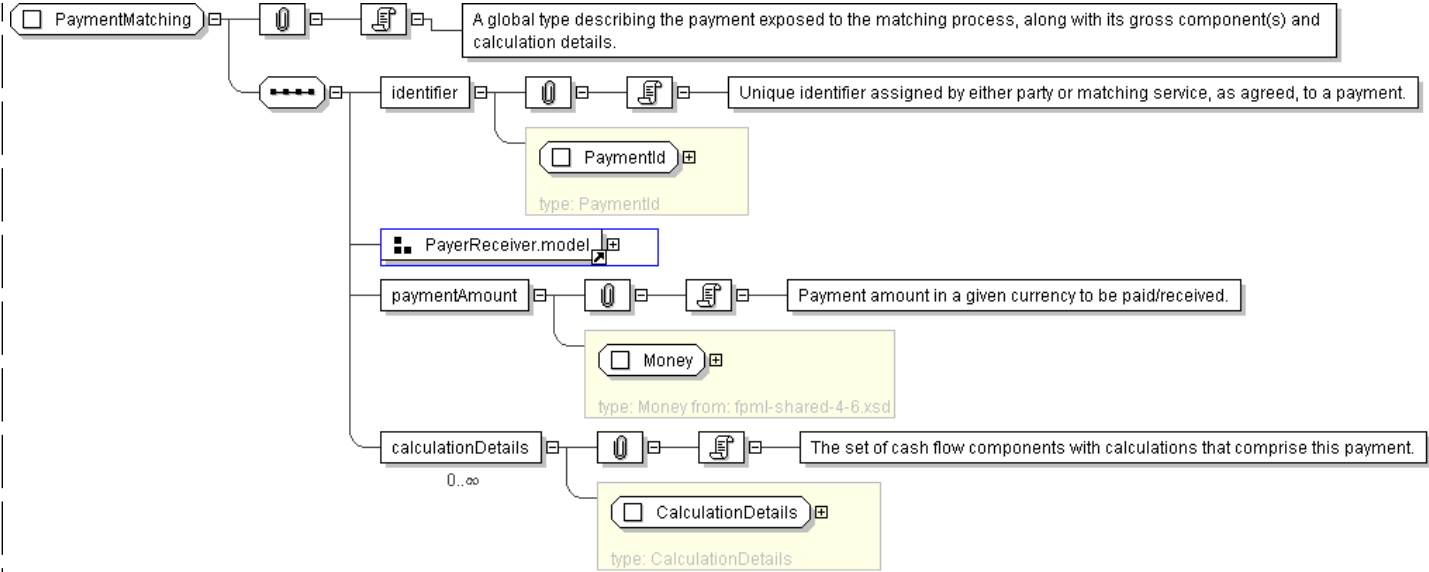 PaymentMatching
A global type describing the payment exposed to the matching process, along with its gross component(s) and
calculation details.
identifier
Unique identifier assigned by either party or matching service, as agreed, to a payment.
PaymentId
type: PaymentId
PayerReceiver.model
paymentAmount
Payment amount in a given currency to be paid/received.
Money
type: Money from: fpml-shared-4-6.xsd
calculationDetails
The set of cash flow components with calculations that comprise this payment.
0..∞
CalculationDetails
type: CalculationDetails